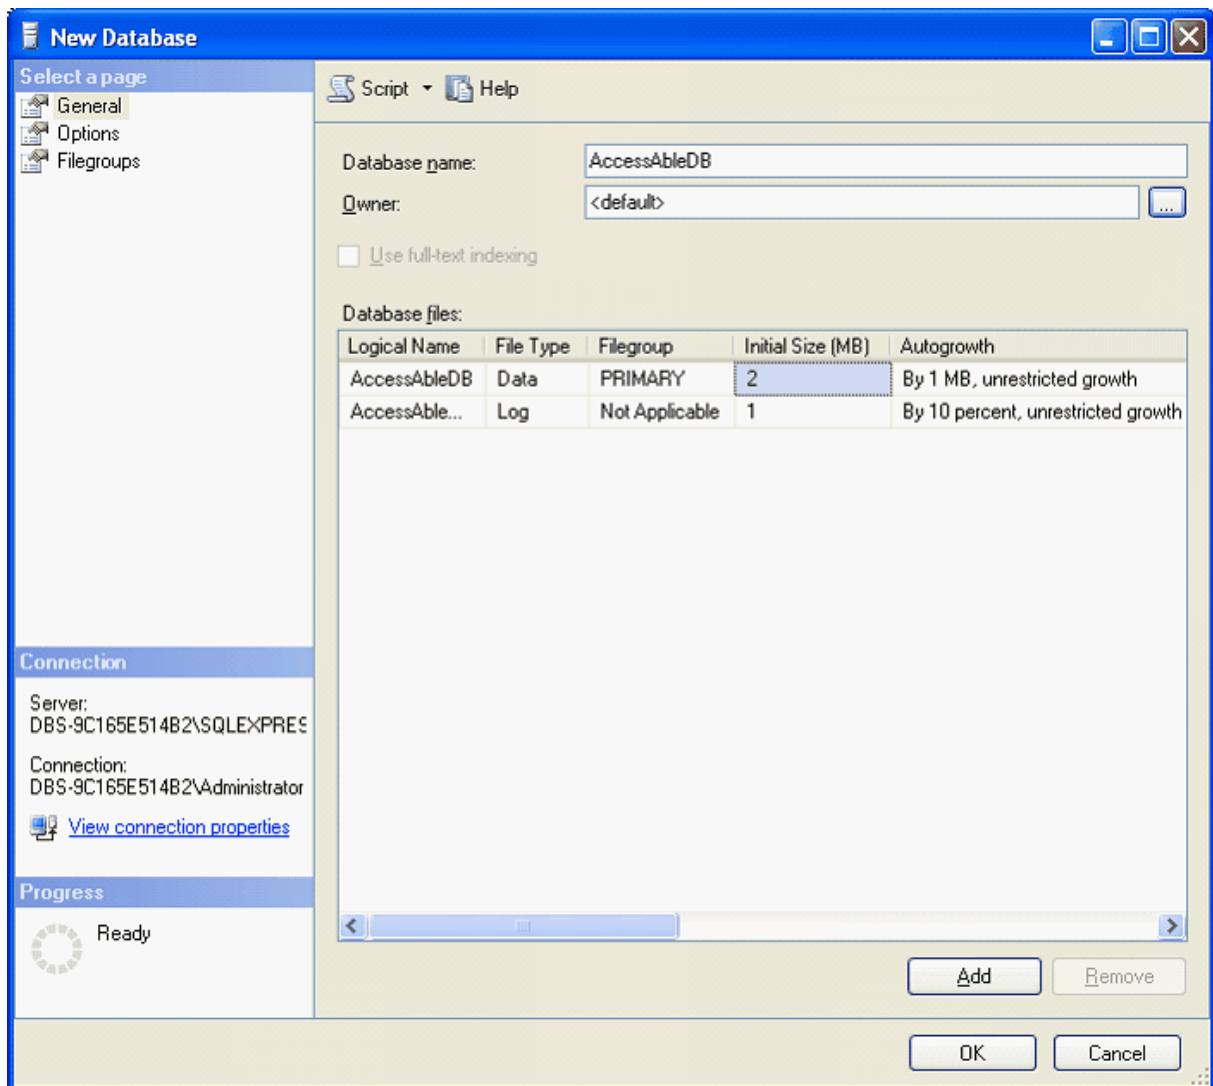 New Database
Select a page
General
Options
Filegroups
Script Help
Database name: AccessAbleDB
Owner: <default> ...
Use full-text indexing
Database files:
Logical Name File Type Filegroup Initial Size (MB) Autogrowth
AccessAbleDB Data PRIMARY 2 By 1 MB, unrestricted growth
AccessAble... Log Not Applicable 1 By 10 percent, unrestricted growth
Connection
Server:
DBS-9C165E514B2\SQLEXPRES
Connection:
DBS-9C165E514B2\Administrator
View connection properties
Progress
Ready
Add Remove
OK Cancel